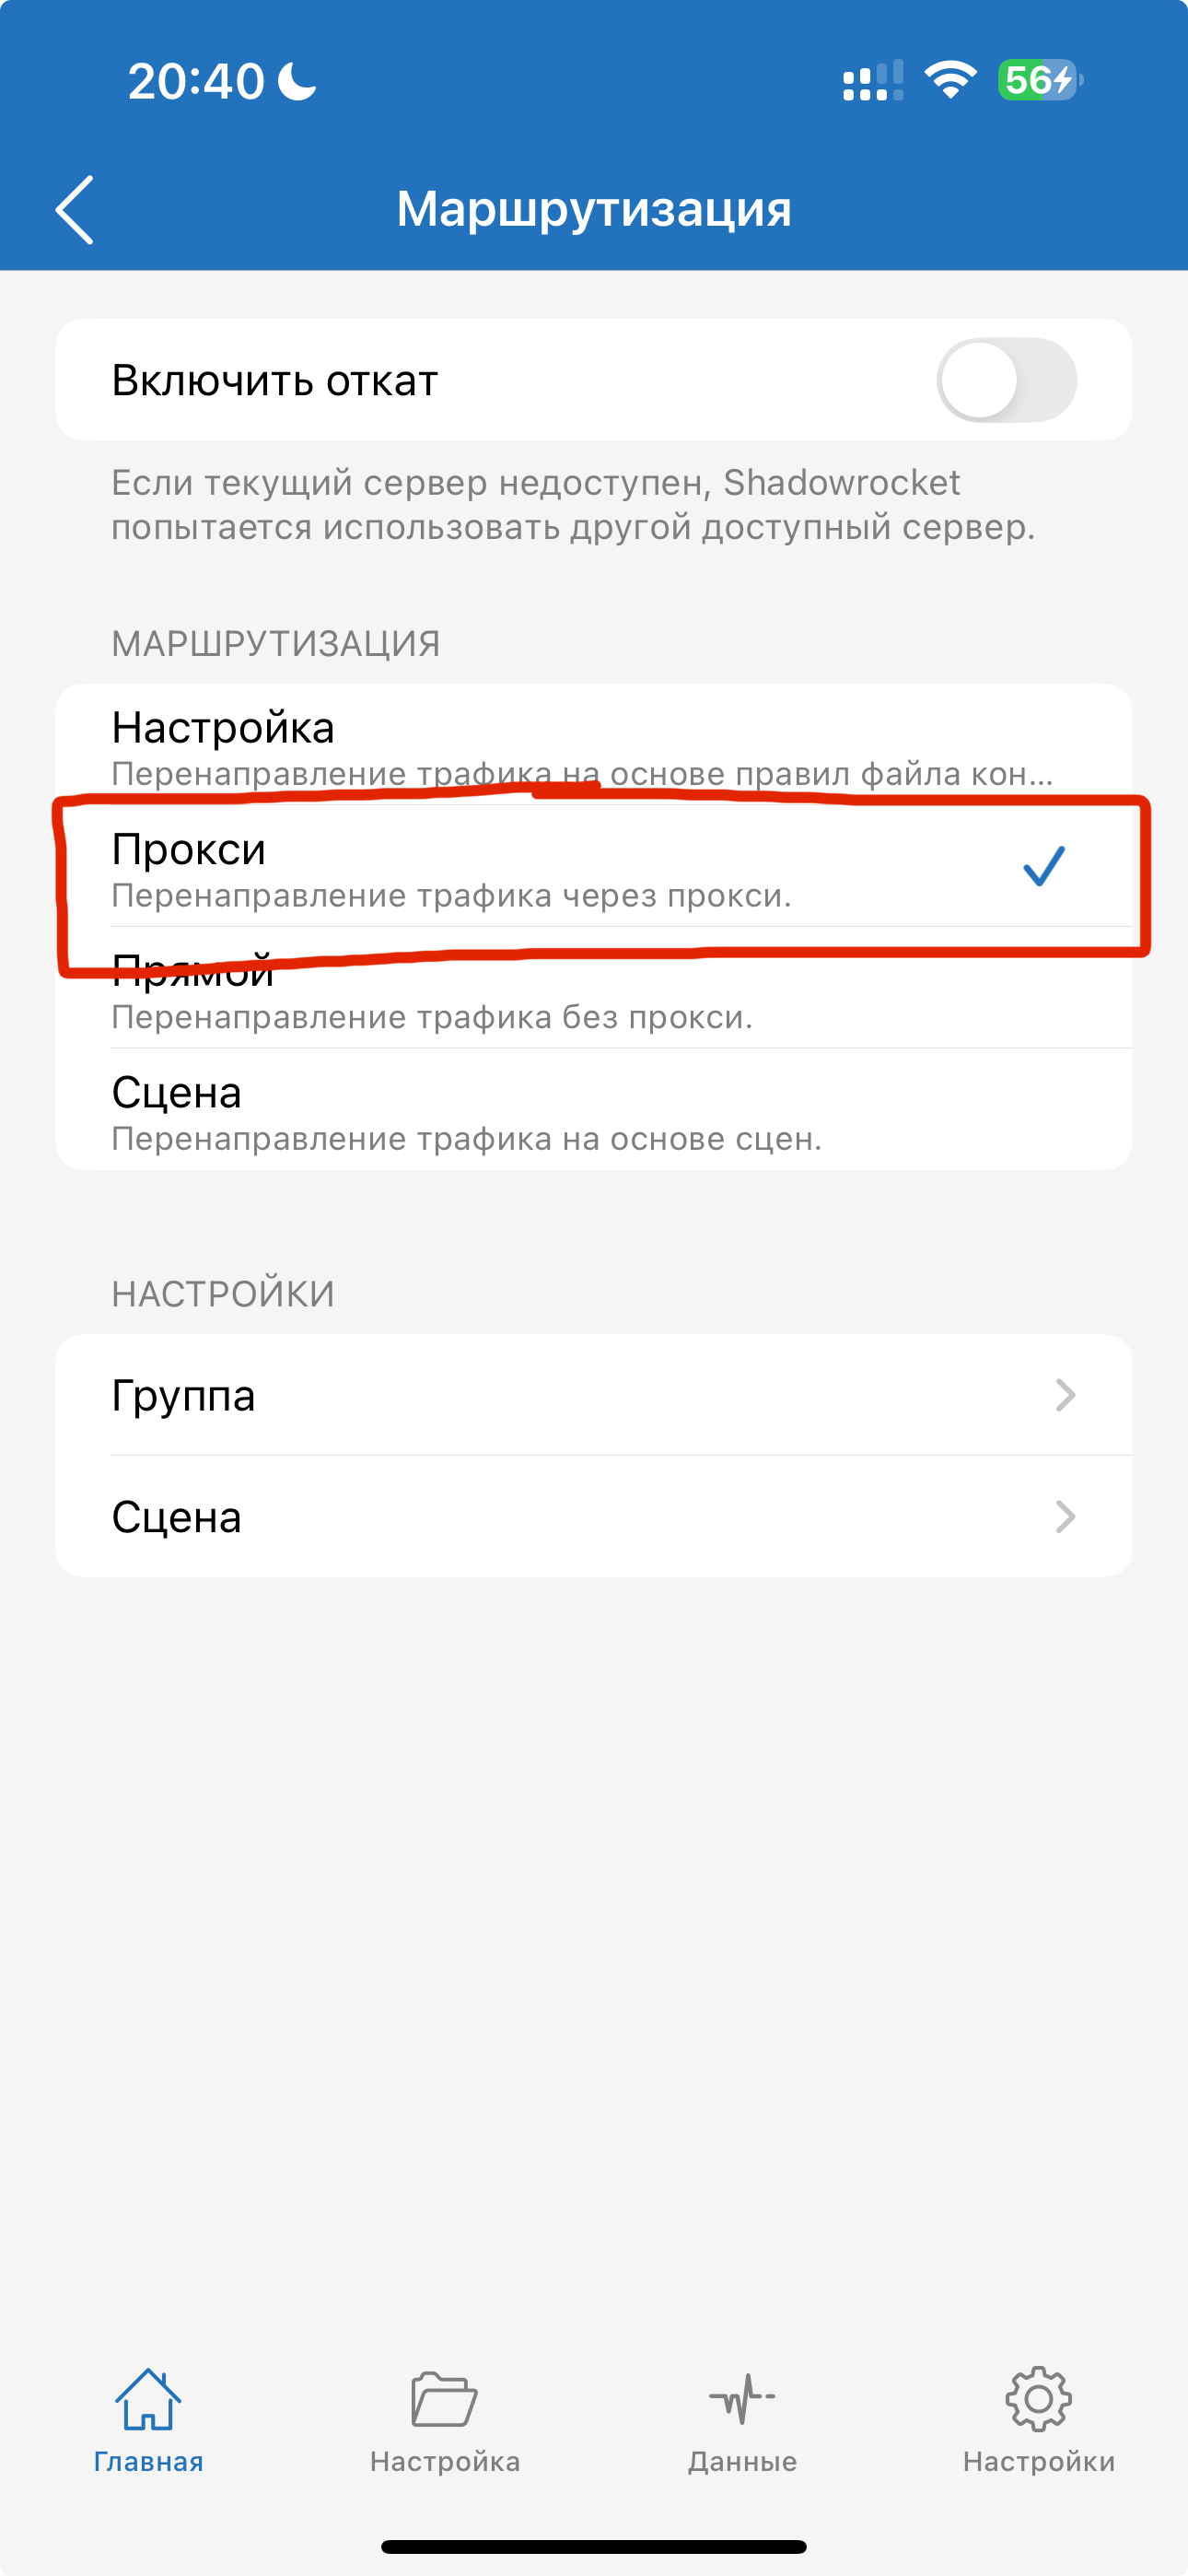 20:40
56
Маршрутизация
Включить откат
Если текущий сервер недоступен, Shadowrocket
попытается использовать другой доступный сервер.
МАРШРУТИЗАЦИЯ
Настройка
Перенаправление трафика на основе правил файла кон...
Прокси
Перенаправление трафика через прокси.
Прямой
Перенаправление трафика без прокси.
Сцена
Перенаправление трафика на основе сцен.
НАСТРОЙКИ
Группа
Сцена
Главная
Настройка
Данные
Настройки